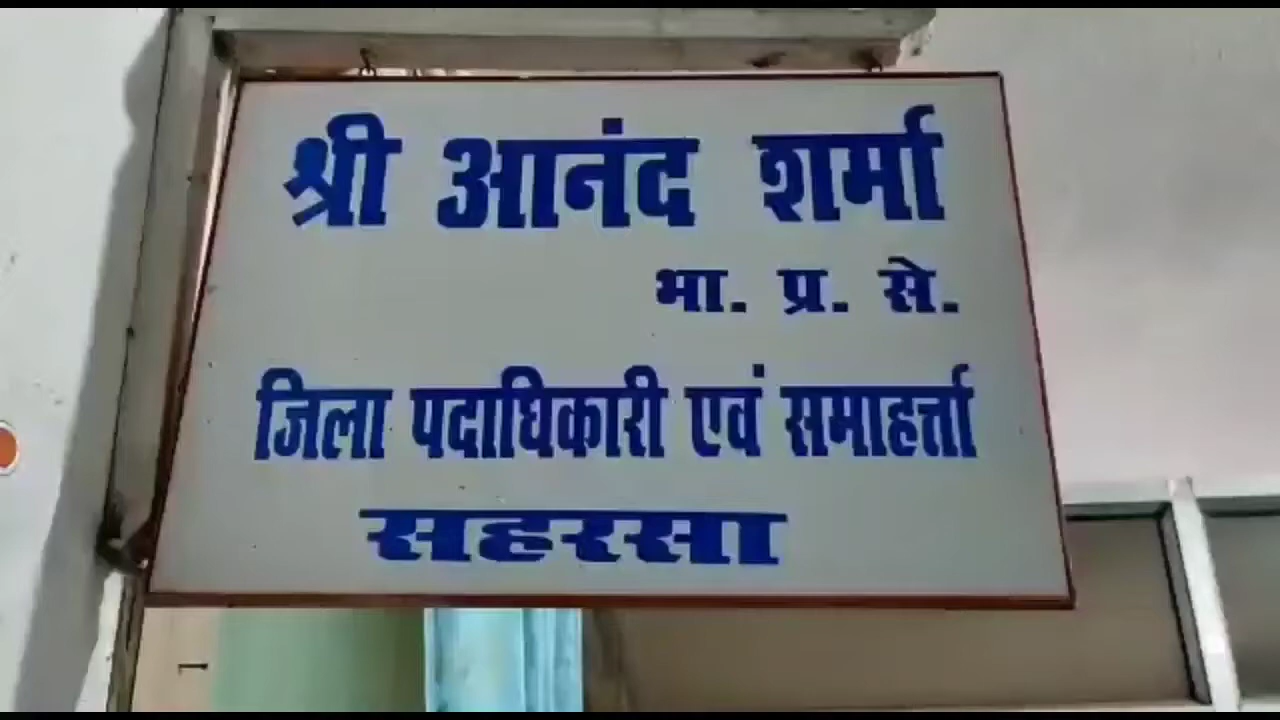 श्री आनंद शर्मा
भा. प्र. से.
जिला पदाधिकारी एवं समाहर्त्ता
सहरसा